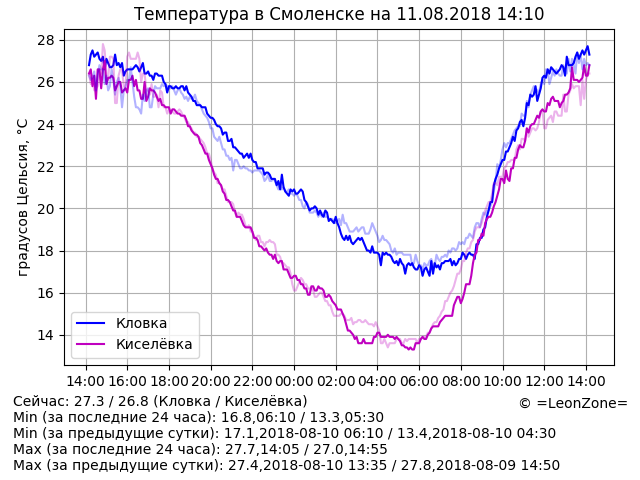 Температура в Смоленске на 11.08.2018 14:10
градусов Цельсия, °C
28
26
24
22
20
18
16
14
Кловка
Киселёвка
14:00 16:00 18:00 20:00 22:00 00:00 02:00 04:00 06:00 08:00 10:00 12:00 14:00
Сейчас: 27.3 / 26.8 (Кловка / Киселёвка)
© =LeonZone=
Min (за последние 24 часа): 16.8,06:10 / 13.3,05:30
Min (за предыдущие сутки): 17.1,2018-08-10 06:10 / 13.4,2018-08-10 04:30
Max (за последние 24 часа): 27.7,14:05 / 27.0,14:55
Max (за предыдущие сутки): 27.4,2018-08-10 13:35 / 27.8,2018-08-09 14:50